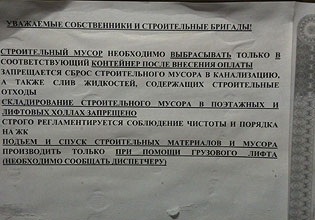 УВАЖАЕМЫЕ СОБСТВЕННИКИ И СТРОИТЕЛЬНЫЕ БРИГАДЫ!
СТРОИТЕЛЬНЫЙ МУСОР НЕОБХОДИМО ВЫБРАСЫВАТЬ ТОЛЬКО В
СООТВЕТСТВУЮЩИЙ КОНТЕЙНЕР ПОСЛЕ ВНЕСЕНИЯ ОПЛАТЫ
ЗАПРЕЩАЕТСЯ СБРОС СТРОИТЕЛЬНОГО МУСОРА В КАНАЛИЗАЦИЮ,
А ТАКЖЕ СЛИВ ЖИДКОСТЕЙ, СОДЕРЖАЩИХ СТРОИТЕЛЬНЫЕ
ОТХОДЫ
СКЛАДИРОВАНИЕ СТРОИТЕЛЬНОГО МУСОРА В ПОЭТАЖНЫХ И
ЛИФТОВЫХ ХОЛЛАХ ЗАПРЕЩЕНО
СТРОГО РЕГЛАМЕНТИРУЕТСЯ СОБЛЮДЕНИЕ ЧИСТОТЫ И ПОРЯДКА
НА ЖК
ПОДЪЕМ И СПУСК СТРОИТЕЛЬНЫХ МАТЕРИАЛОВ И МУСОРА
ПРОИЗВОДИТЬ ТОЛЬКО ПРИ ПОМОЩИ ГРУЗОВОГО ЛИФТА
(НЕОБХОДИМО СООБЩАТЬ ДИСПЕТЧЕРУ)